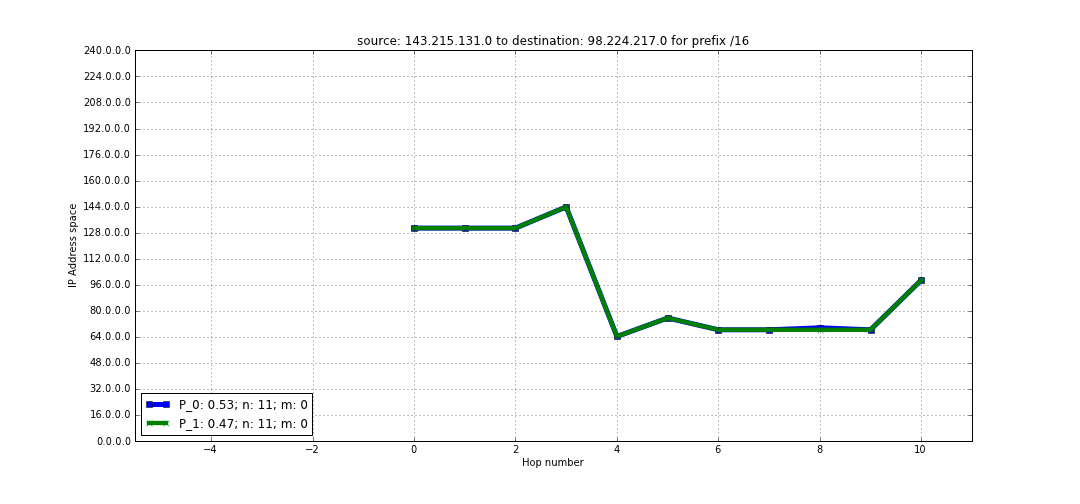 source: 143.215.131.0 to destination: 98.224.217.0 for prefix /16
240.0.0.0
224.0.0.0
208.0.0.0
192.0.0.0
176.0.0.0
160.0.0.0
144.0.0.0
128.0.0.0
112.0.0.0
96.0.0.0
80.0.0.0
64.0.0.0
48.0.0.0
32.0.0.0
16.0.0.0
0.0.0.0
IP Address space
P_0: 0.53; n: 11; m: 0
P_1: 0.47; n: 11; m: 0
−4 −2 0 2 4 6 8 10
Hop number